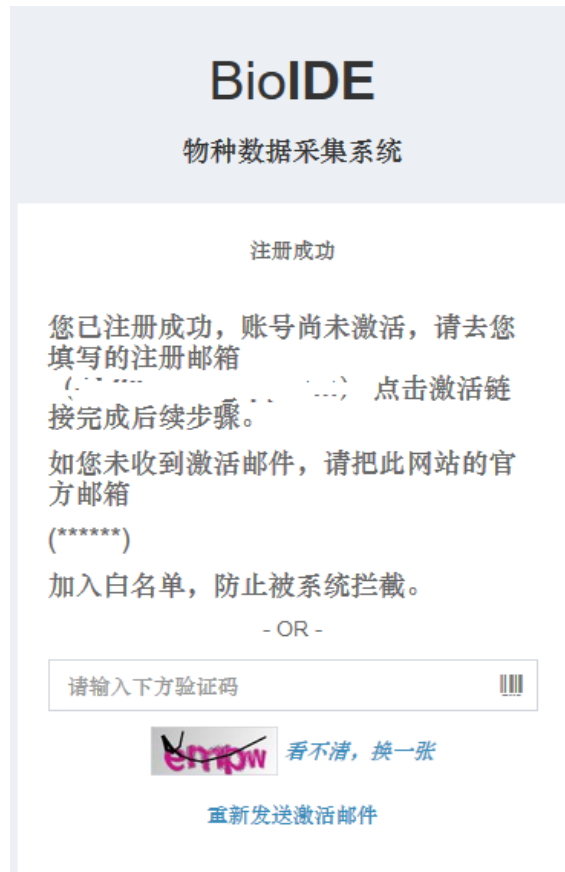 BioIDE
物种数据采集系统
注册成功
您已注册成功，账号尚未激活，请去您
填写的注册邮箱
点击激活链
接完成后续步骤。
如您未收到激活邮件，请把此网站的官
方邮箱
(******)
加入白名单，防止被系统拦截。
- OR -
请输入下方验证码
empw
看不清，换一张
重新发送激活邮件